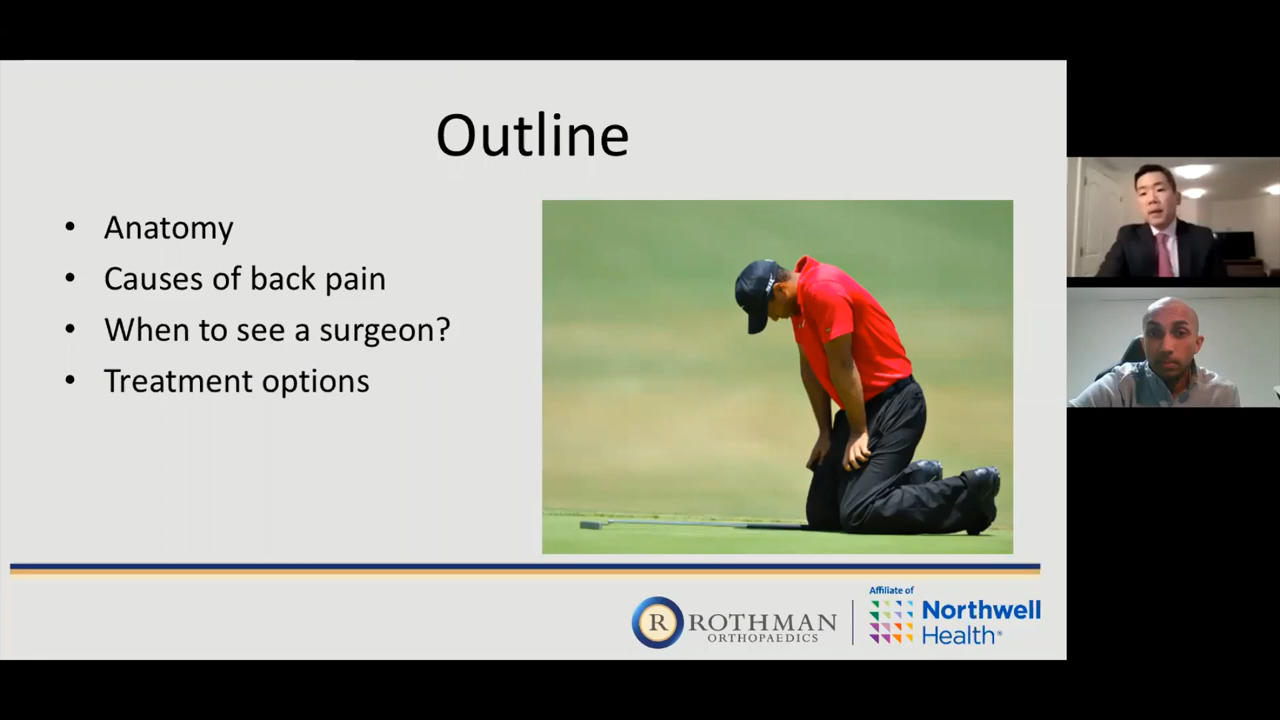 Outline
• Anatomy
• Causes of back pain
• When to see a surgeon?
• Treatment options
R ROTHMAN
ORTHOPAEDICS
Affiliate of
Northwell
Health®